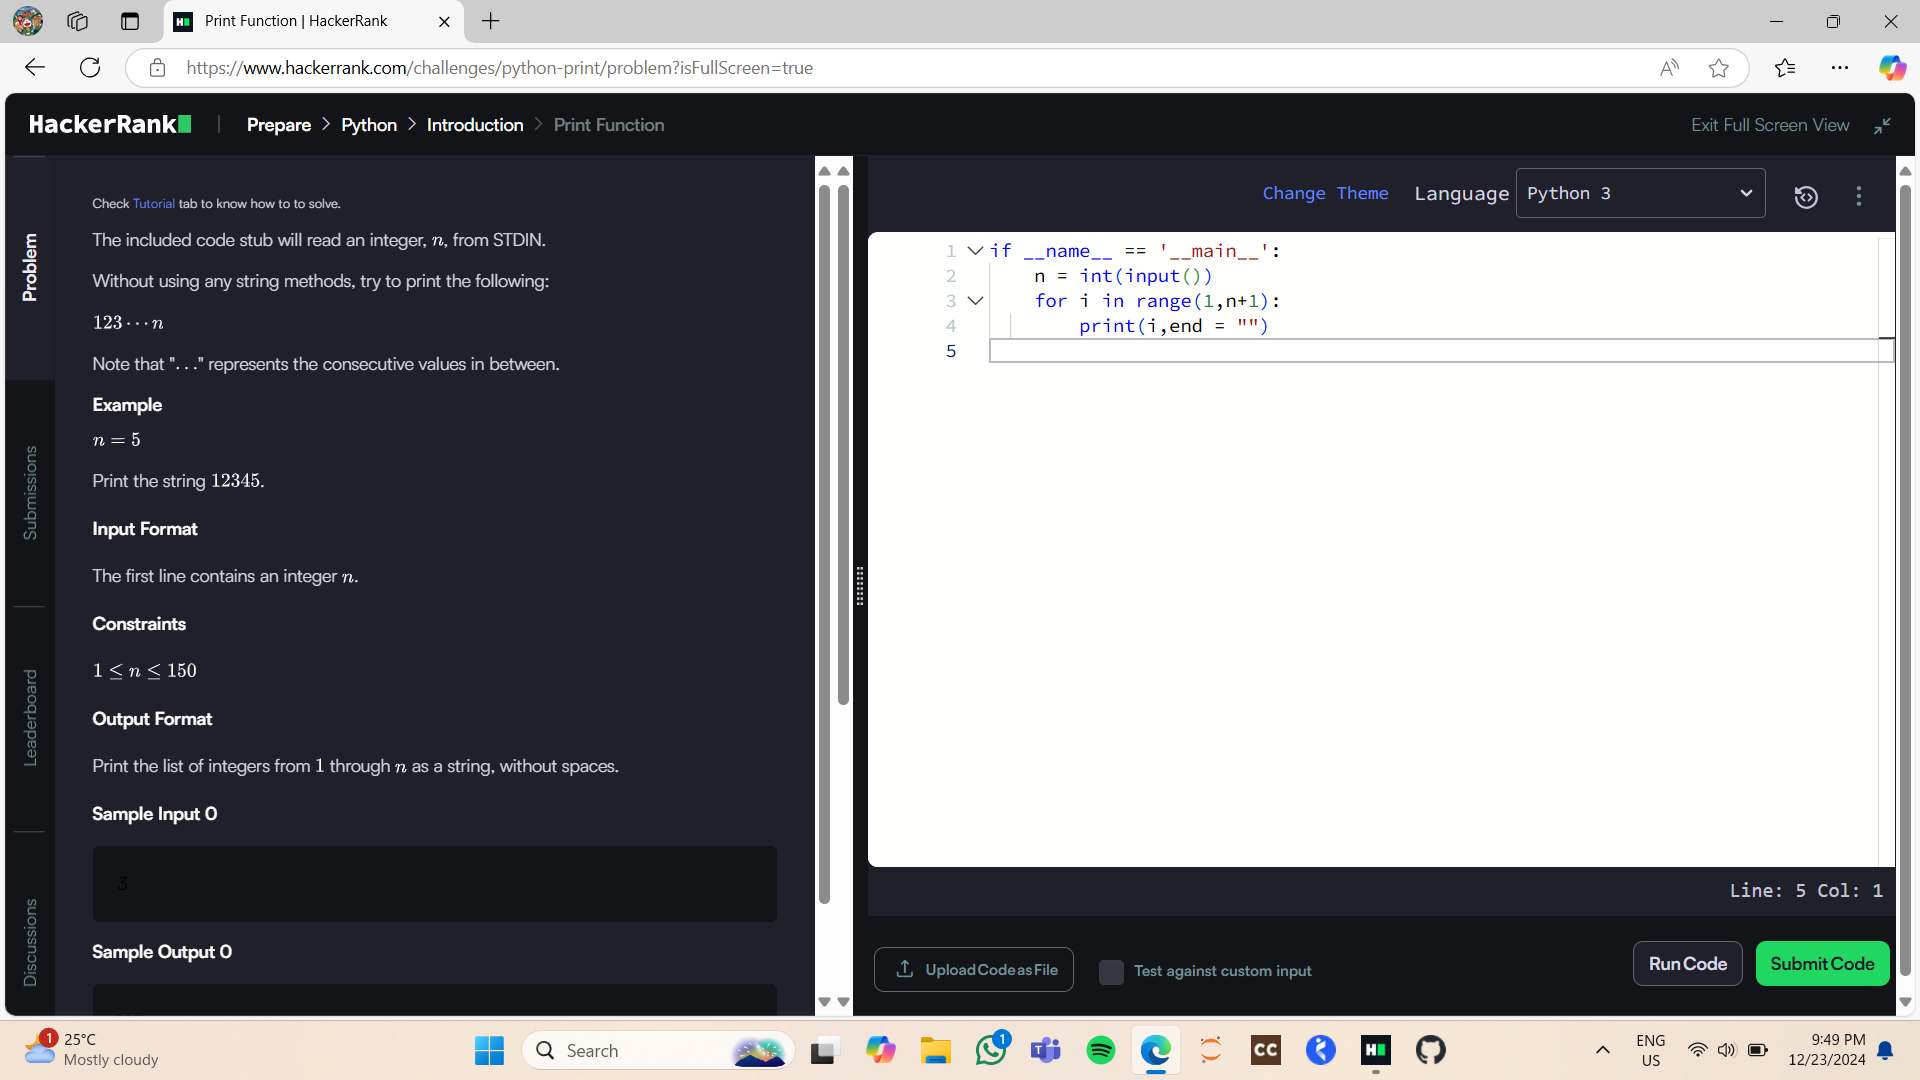 Print Function | HackerRank
https://www.hackerrank.com/challenges/python-print/problem?isFullScreen=true
HackerRank
Prepare > Python > Introduction > Print Function
Exit Full Screen View
Problem
Submissions
Leaderboard
Discussions
Check Tutorial tab to know how to to solve.
The included code stub will read an integer, n, from STDIN.
Without using any string methods, try to print the following:
123⋯n
Note that "..." represents the consecutive values in between.
Example
n = 5
Print the string 12345.
Input Format
The first line contains an integer n.
Constraints
1 ≤ n ≤ 150
Output Format
Print the list of integers from 1 through n as a string, without spaces.
Sample Input 0
3
Sample Output 0
Change Theme Language Python 3
1 if __name__ == '__main__':
2     n = int(input())
3     for i in range(1,n+1):
4         print(i,end = "")
5
Line: 5 Col: 1
Upload Code as File
Test against custom input
Run Code
Submit Code
1
25°C
Mostly cloudy
Search
1
CC
ENG
US
9:49 PM
12/23/2024